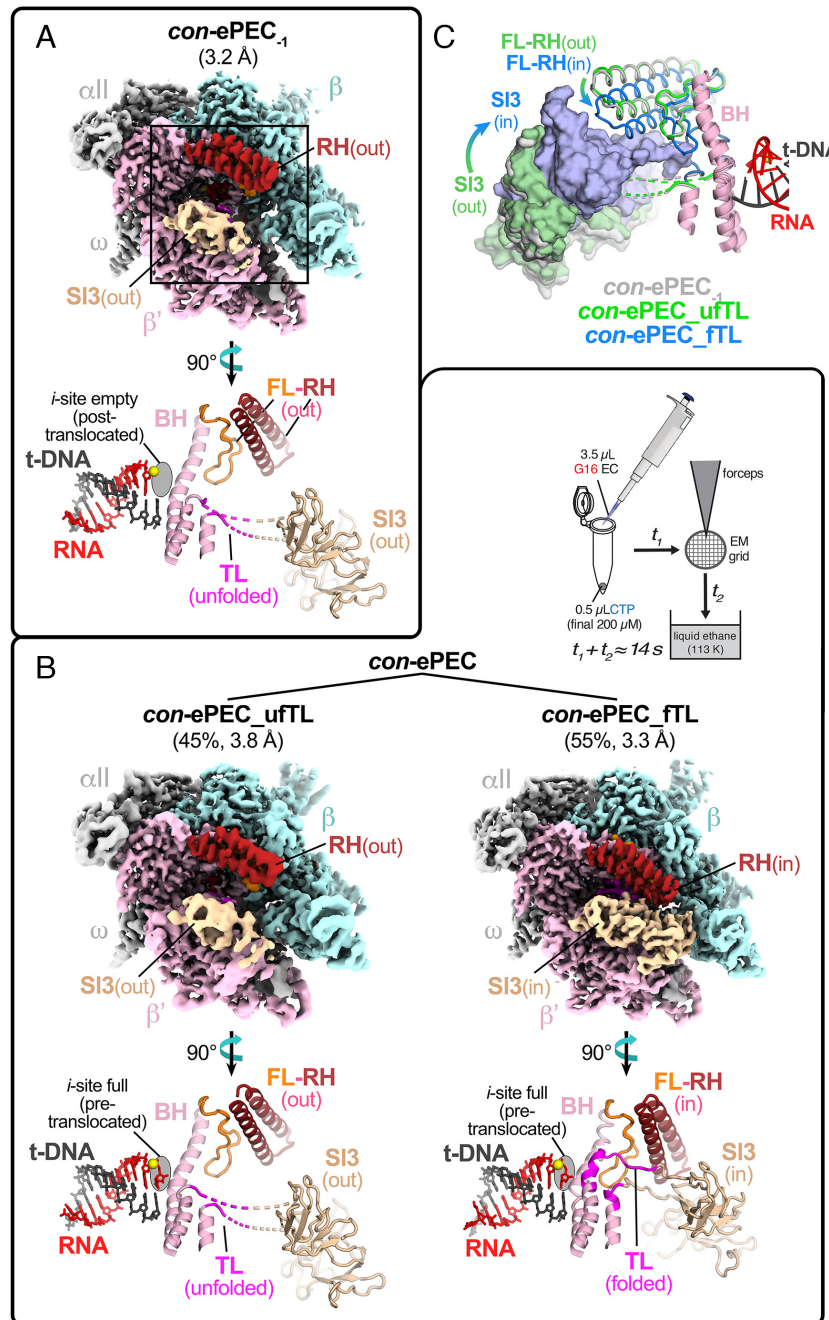 A
con-ePEC-1
(3.2 Å)
αII
β
RH(out)
ω
SI3(out)
β'
90°
i-site empty
(post-
translocated)
BH
FL-RH
(out)
t-DNA
RNA
SI3
(out)
TL
(unfolded)
C
FL-RH(out)
FL-RH(in)
SI3
(in)
BH
SI3
(out)
t-DNA
RNA
con-ePEC-1
con-ePEC_ufTL
con-ePEC_fTL
3.5 µL
G16 EC
forceps
t1
EM
grid
0.5 µLCTP
(final 200 µM)
t2
t1 + t2 ≈ 14 s
liquid ethane
(113 K)
B
con-ePEC
con-ePEC_ufTL
(45%, 3.8 Å)
αII
β
RH(out)
ω
SI3(out)
β'
90°
i-site full
(pre-
translocated)
BH
FL-RH
(out)
t-DNA
RNA
SI3
(out)
TL
(unfolded)
con-ePEC_fTL
(55%, 3.3 Å)
αII
β
RH(in)
ω
SI3(in)
β'
90°
i-site full
(pre-
translocated)
BH
FL-RH
(in)
t-DNA
RNA
SI3
(in)
TL
(folded)